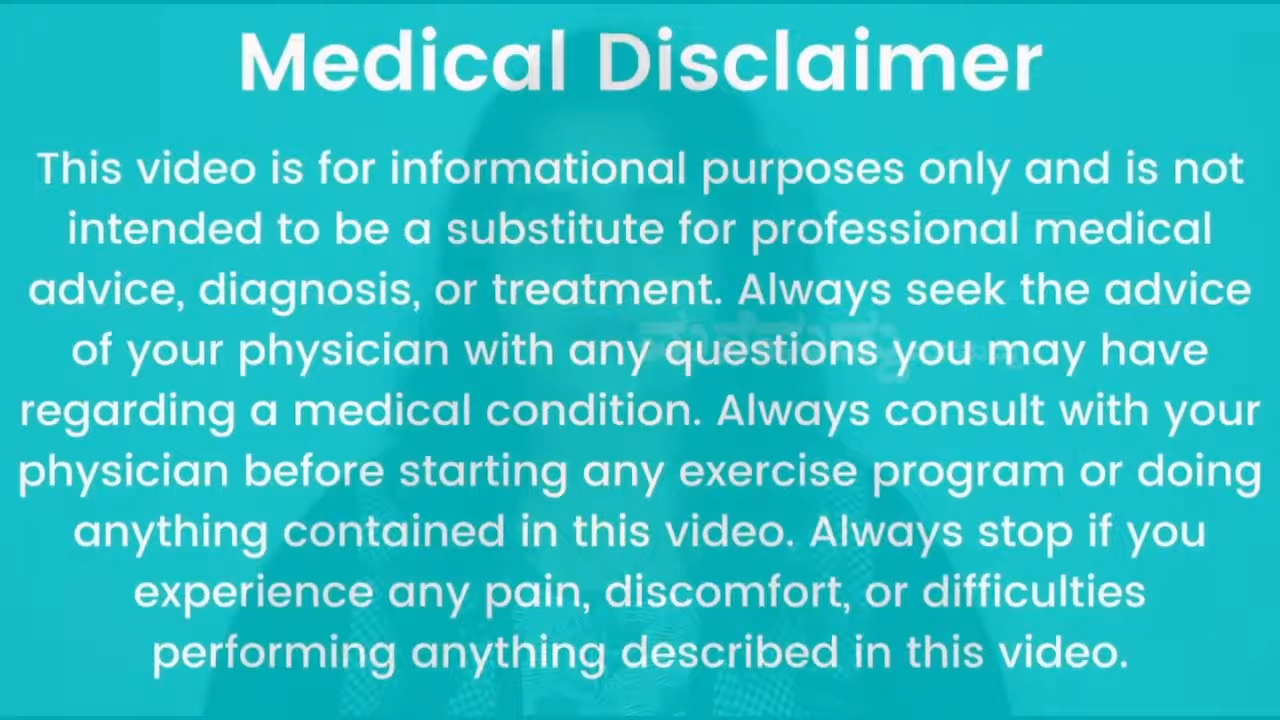 Medical Disclaimer
This video is for informational purposes only and is not
intended to be a substitute for professional medical
advice, diagnosis, or treatment. Always seek the advice
of your physician with any questions you may have
regarding a medical condition. Always consult with your
physician before starting any exercise program or doing
anything contained in this video. Always stop if you
experience any pain, discomfort, or difficulties
performing anything described in this video.